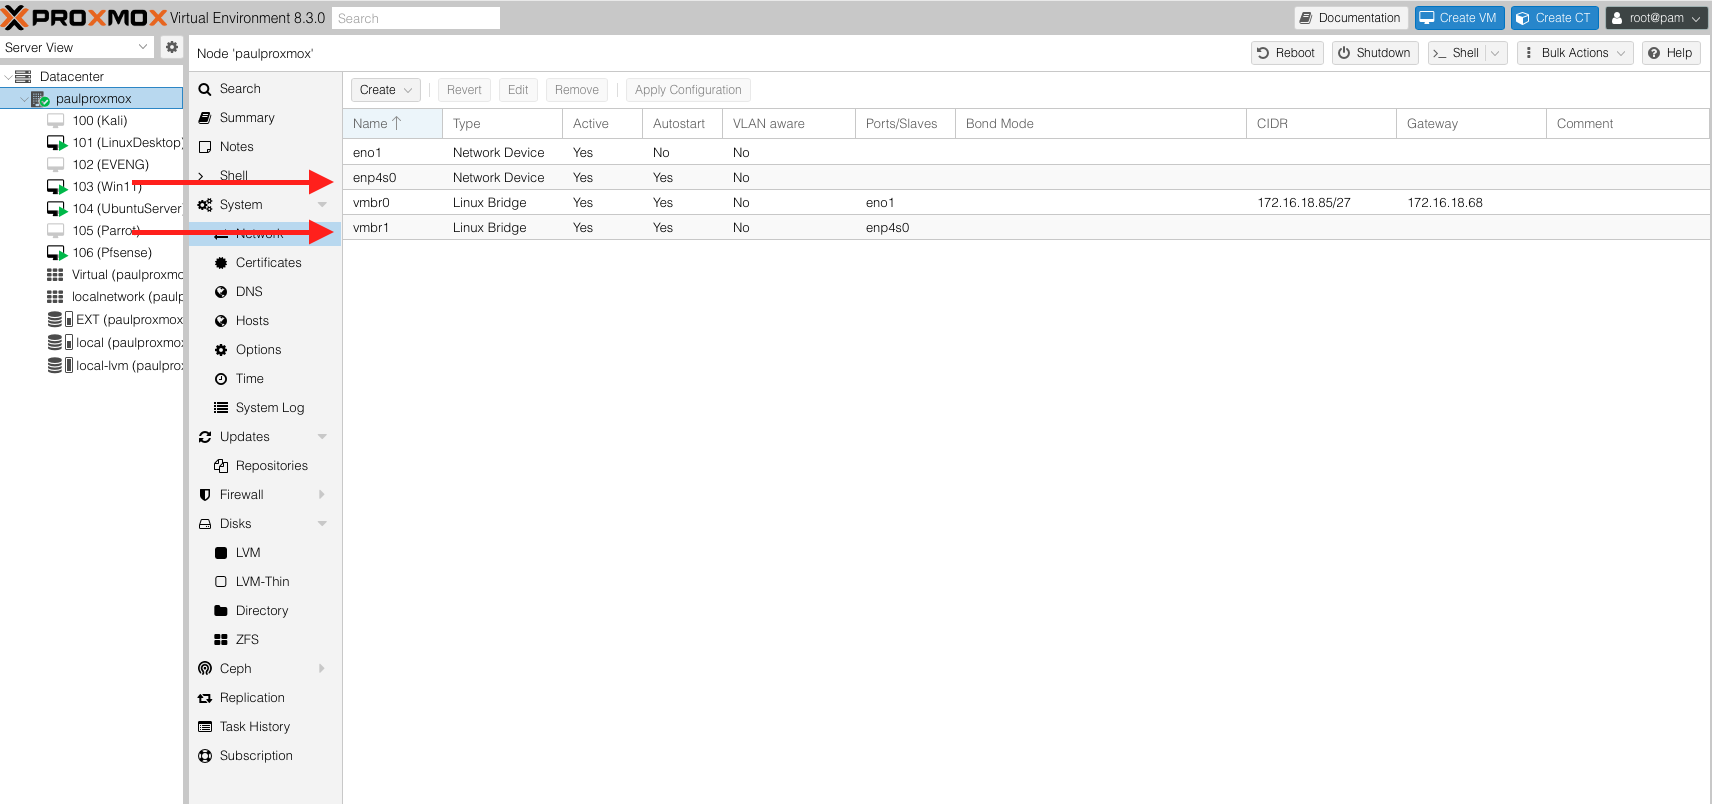 PROXMOX Virtual Environment 8.3.0 Search Documentation Create VM Create CT root@pam
Server View
Node 'paulproxmox' Reboot Shutdown >_ Shell Bulk Actions Help
Datacenter
paulproxmox
100 (Kali)
101 (LinuxDesktop)
102 (EVENG)
103 (Win11)
104 (UbuntuServer
105 (Parrot)
106 (Pfsense)
Virtual (paulproxmo
localnetwork (paulp
EXT (paulproxmox
local (paulproxmox
local-lvm (paulprox
Search
Summary
Notes
Shell
System
Network
Certificates
DNS
Hosts
Options
Time
System Log
Updates
Repositories
Firewall
Disks
LVM
LVM-Thin
Directory
ZFS
Ceph
Replication
Task History
Subscription
Create Revert Edit Remove Apply Configuration
Name Type Active Autostart VLAN aware Ports/Slaves Bond Mode CIDR Gateway Comment
eno1 Network Device Yes No No
enp4s0 Network Device Yes Yes No
vmbr0 Linux Bridge Yes Yes No eno1 172.16.18.85/27 172.16.18.68
vmbr1 Linux Bridge Yes Yes No enp4s0